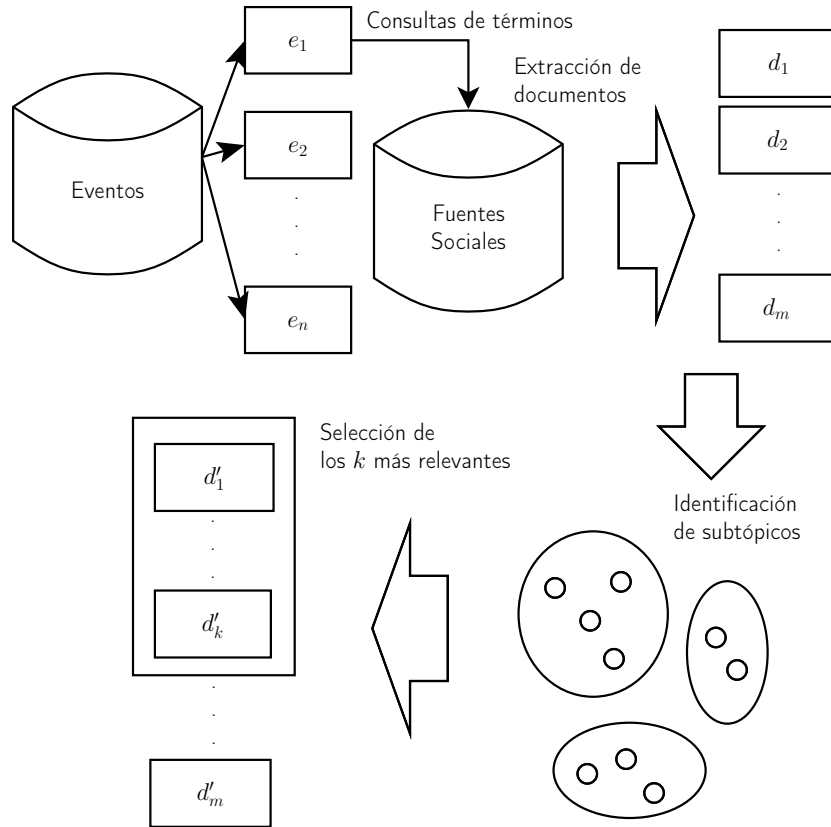 e₁
Consultas de términos
Extracción de
documentos
d₁
Eventos
e₂
d₂
.
.
.
Fuentes
Sociales
.
.
.
eₙ
dₘ
Selección de
los k más relevantes
d′₁
.
.
.
d′ₖ
.
.
.
d′ₘ
Identificación
de subtópicos